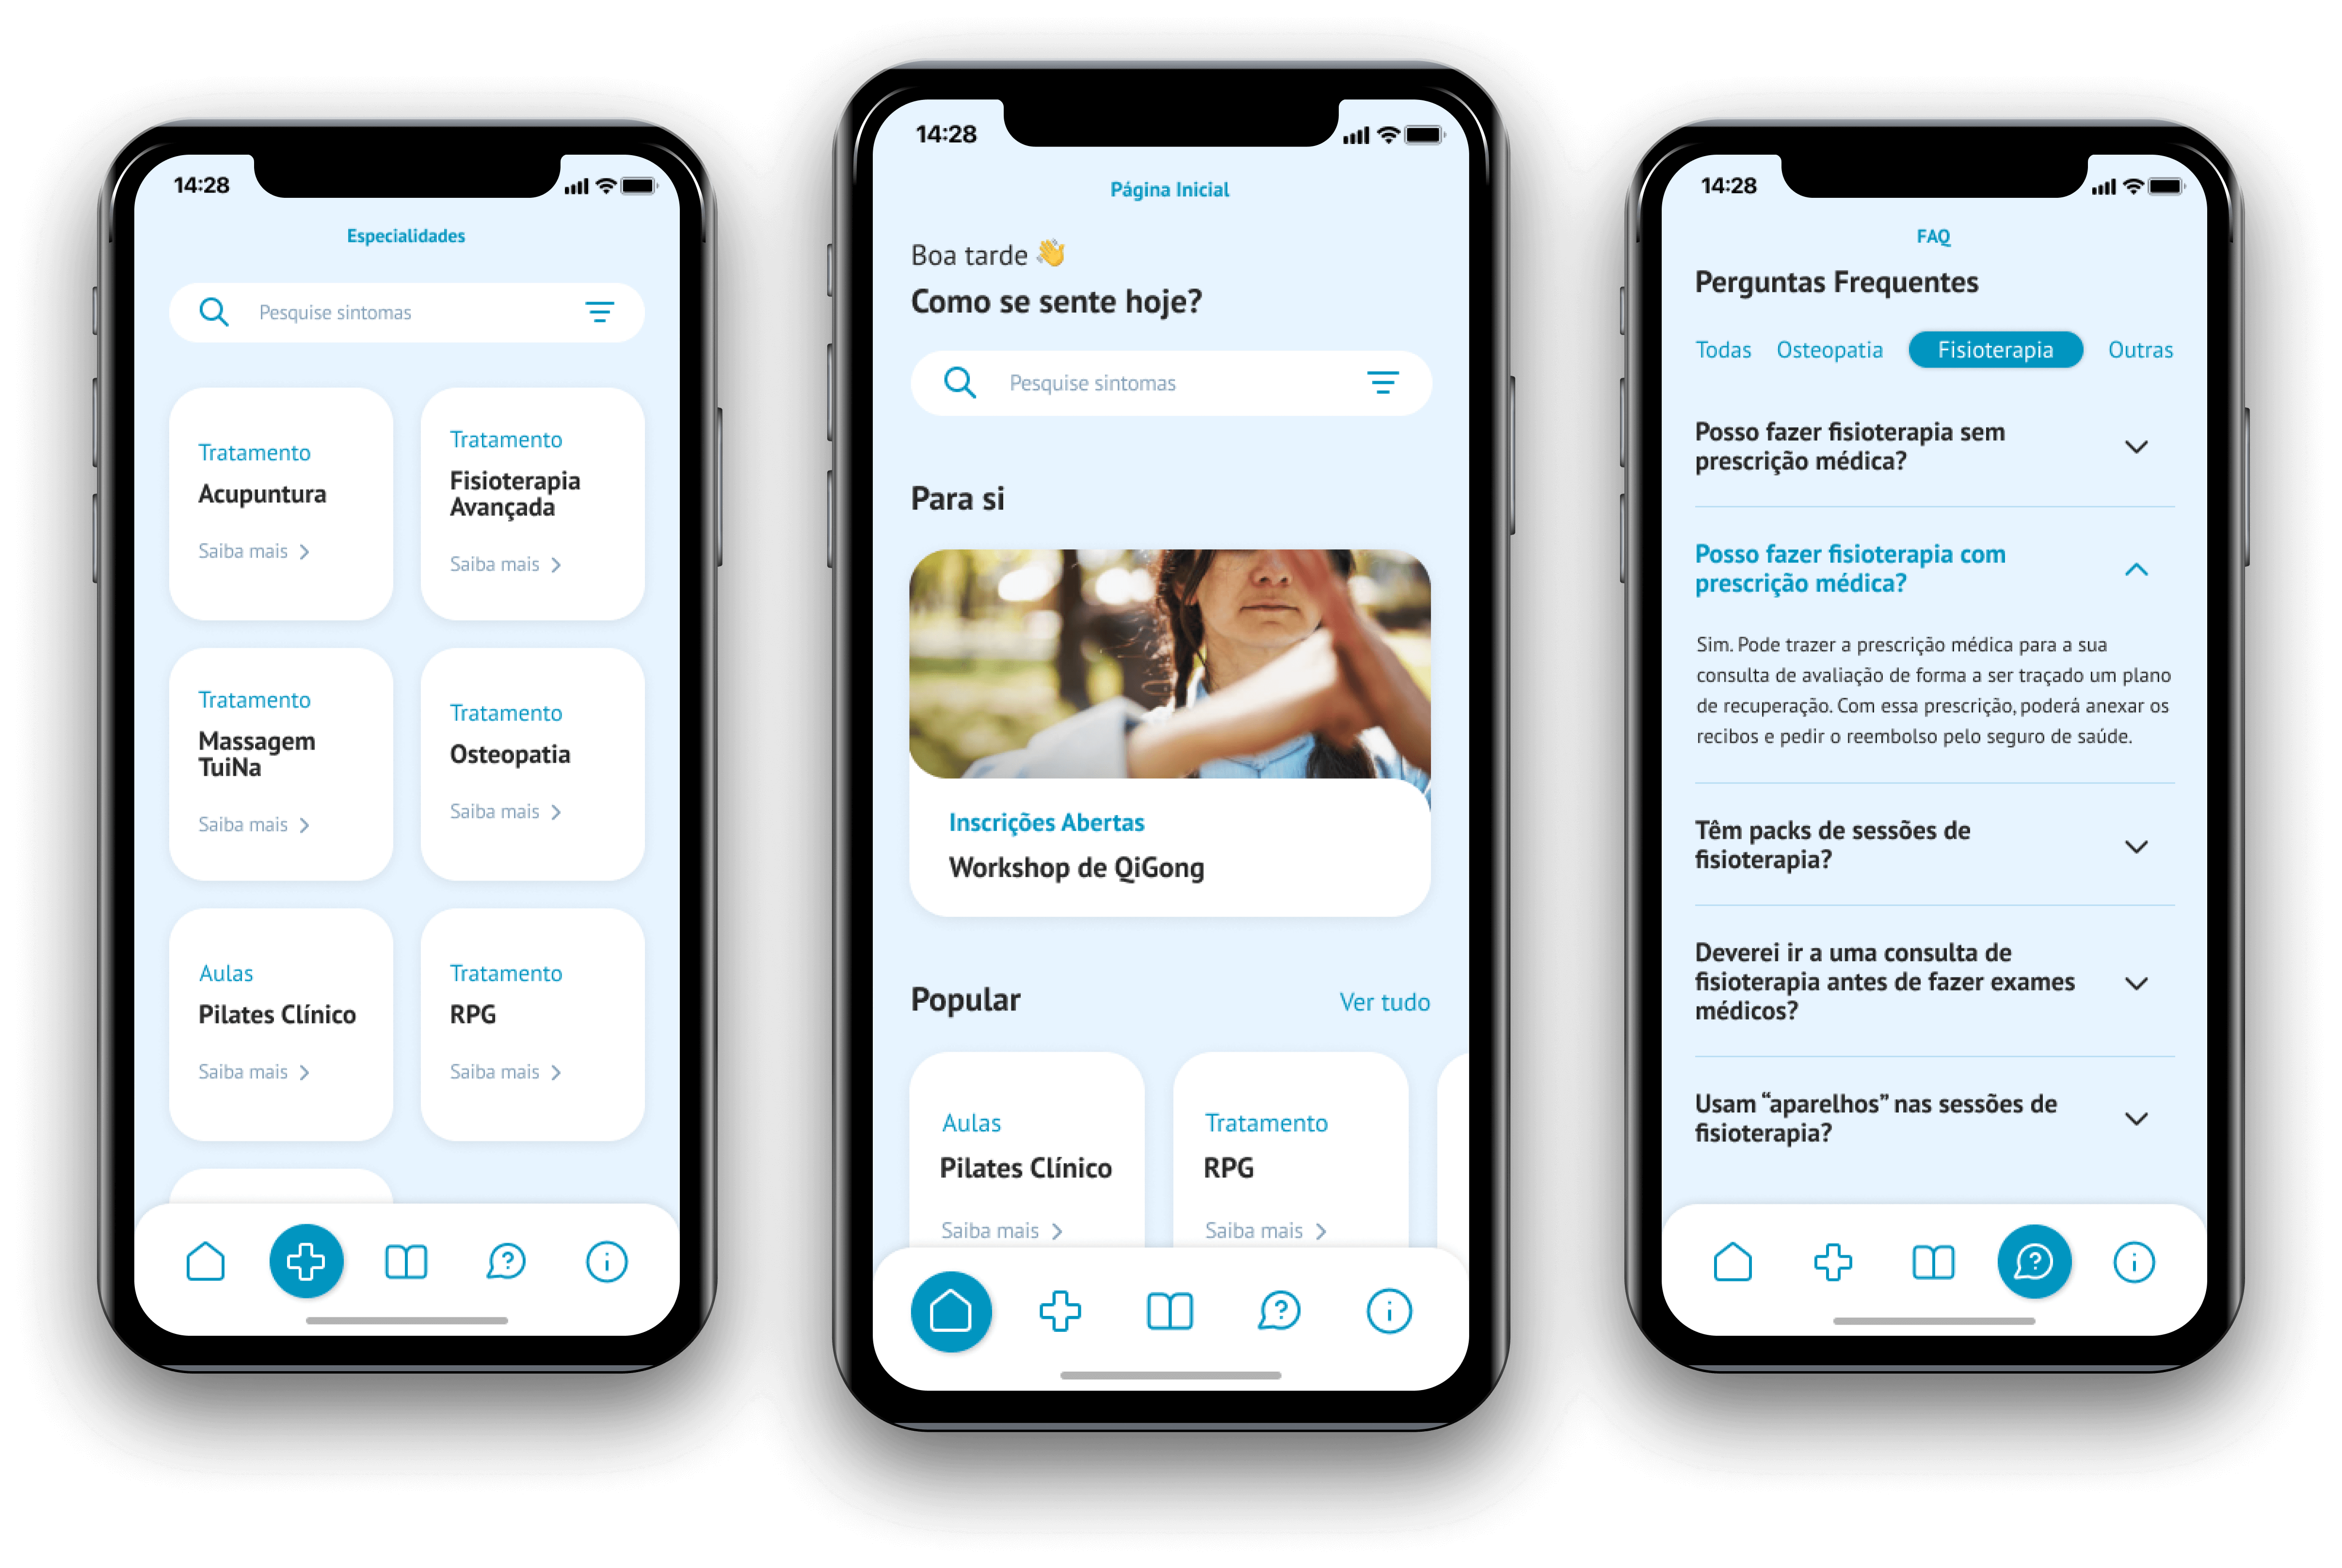 14:28
Especialidades
Pesquise sintomas
Tratamento
Acupuntura
Saiba mais
Tratamento
Fisioterapia
Avançada
Saiba mais
Tratamento
Massagem
TuiNa
Saiba mais
Tratamento
Osteopatia
Saiba mais
Aulas
Pilates Clínico
Saiba mais
Tratamento
RPG
Saiba mais
14:28
Página Inicial
Boa tarde 👋
Como se sente hoje?
Pesquise sintomas
Para si
Inscrições Abertas
Workshop de QiGong
Popular
Ver tudo
Aulas
Pilates Clínico
Saiba mais
Tratamento
RPG
Saiba mais
14:28
FAQ
Perguntas Frequentes
Todas Osteopatia Fisioterapia Outras
Posso fazer fisioterapia sem
prescrição médica?
Posso fazer fisioterapia com
prescrição médica?
Sim. Pode trazer a prescrição médica para a sua
consulta de avaliação de forma a ser traçado um plano
de recuperação. Com essa prescrição, poderá anexar os
recibos e pedir o reembolso pelo seguro de saúde.
Têm packs de sessões de
fisioterapia?
Deverei ir a uma consulta de
fisioterapia antes de fazer exames
médicos?
Usam “aparelhos” nas sessões de
fisioterapia?